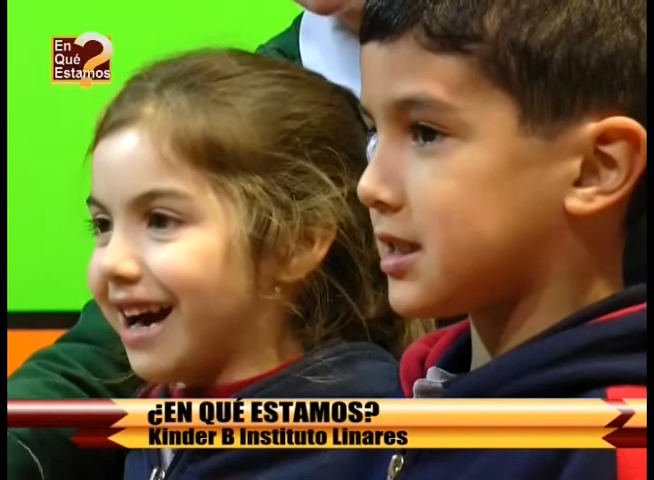 En
Qué
Estamos
?
¿EN QUÉ ESTAMOS?
Kinder B Instituto Linares